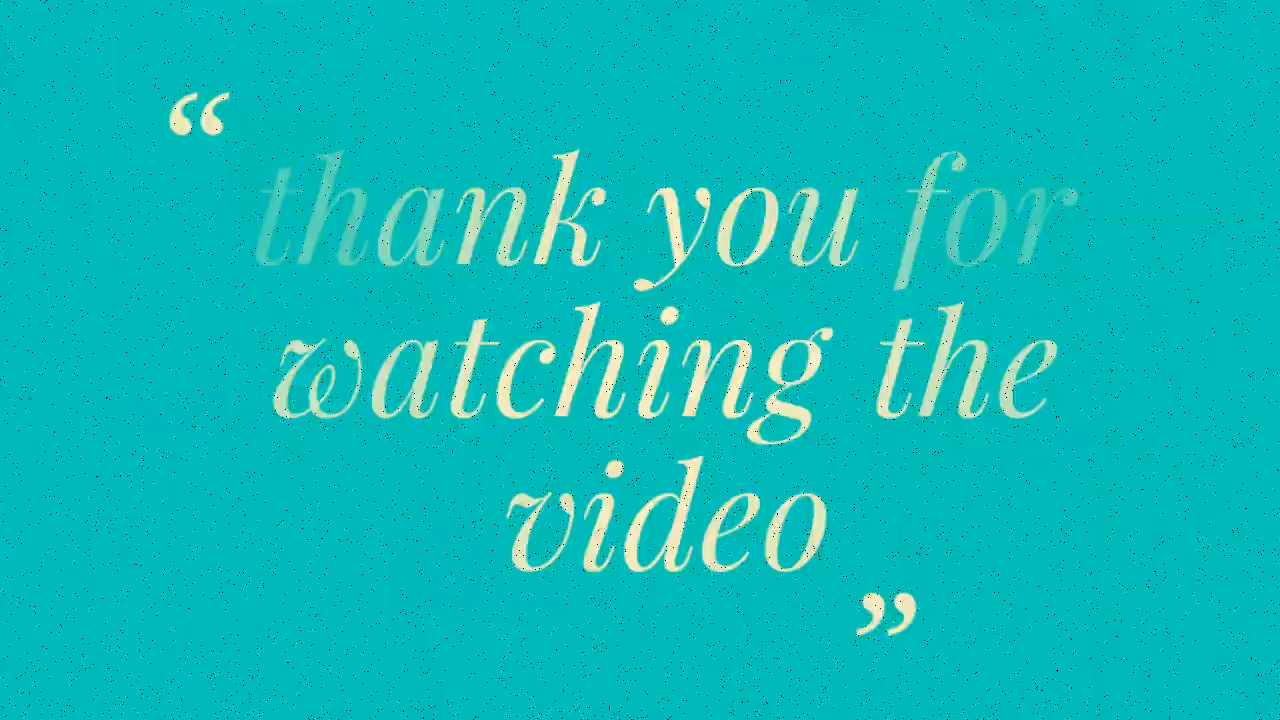 “
thank you for
watching the
video
”